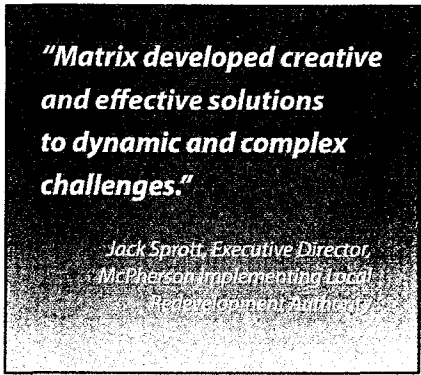 "Matrix developed creative
and effective solutions
to dynamic and complex
challenges."
Jack Sprott, Executive Director,
McPherson Implementing Local
Redevelopment Authority